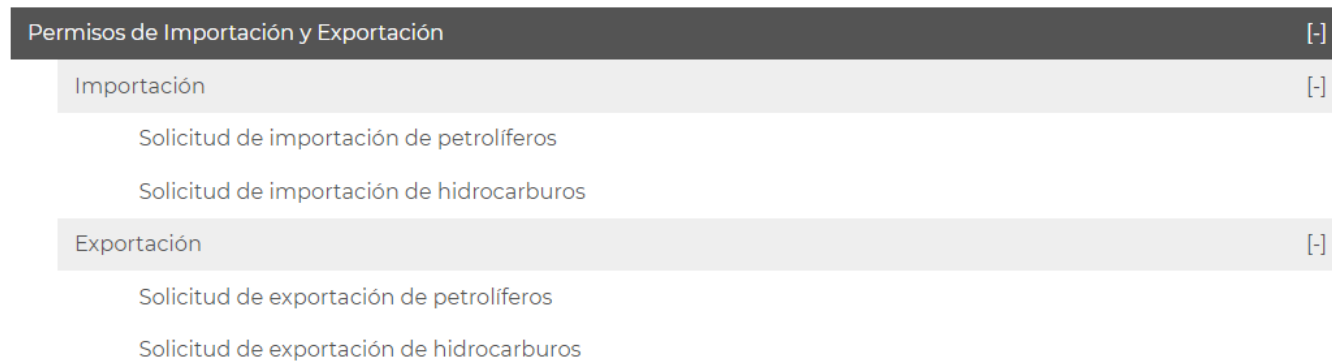 Permisos de Importación y Exportación [-]
Importación [-]
Solicitud de importación de petrolíferos
Solicitud de importación de hidrocarburos
Exportación [-]
Solicitud de exportación de petrolíferos
Solicitud de exportación de hidrocarburos